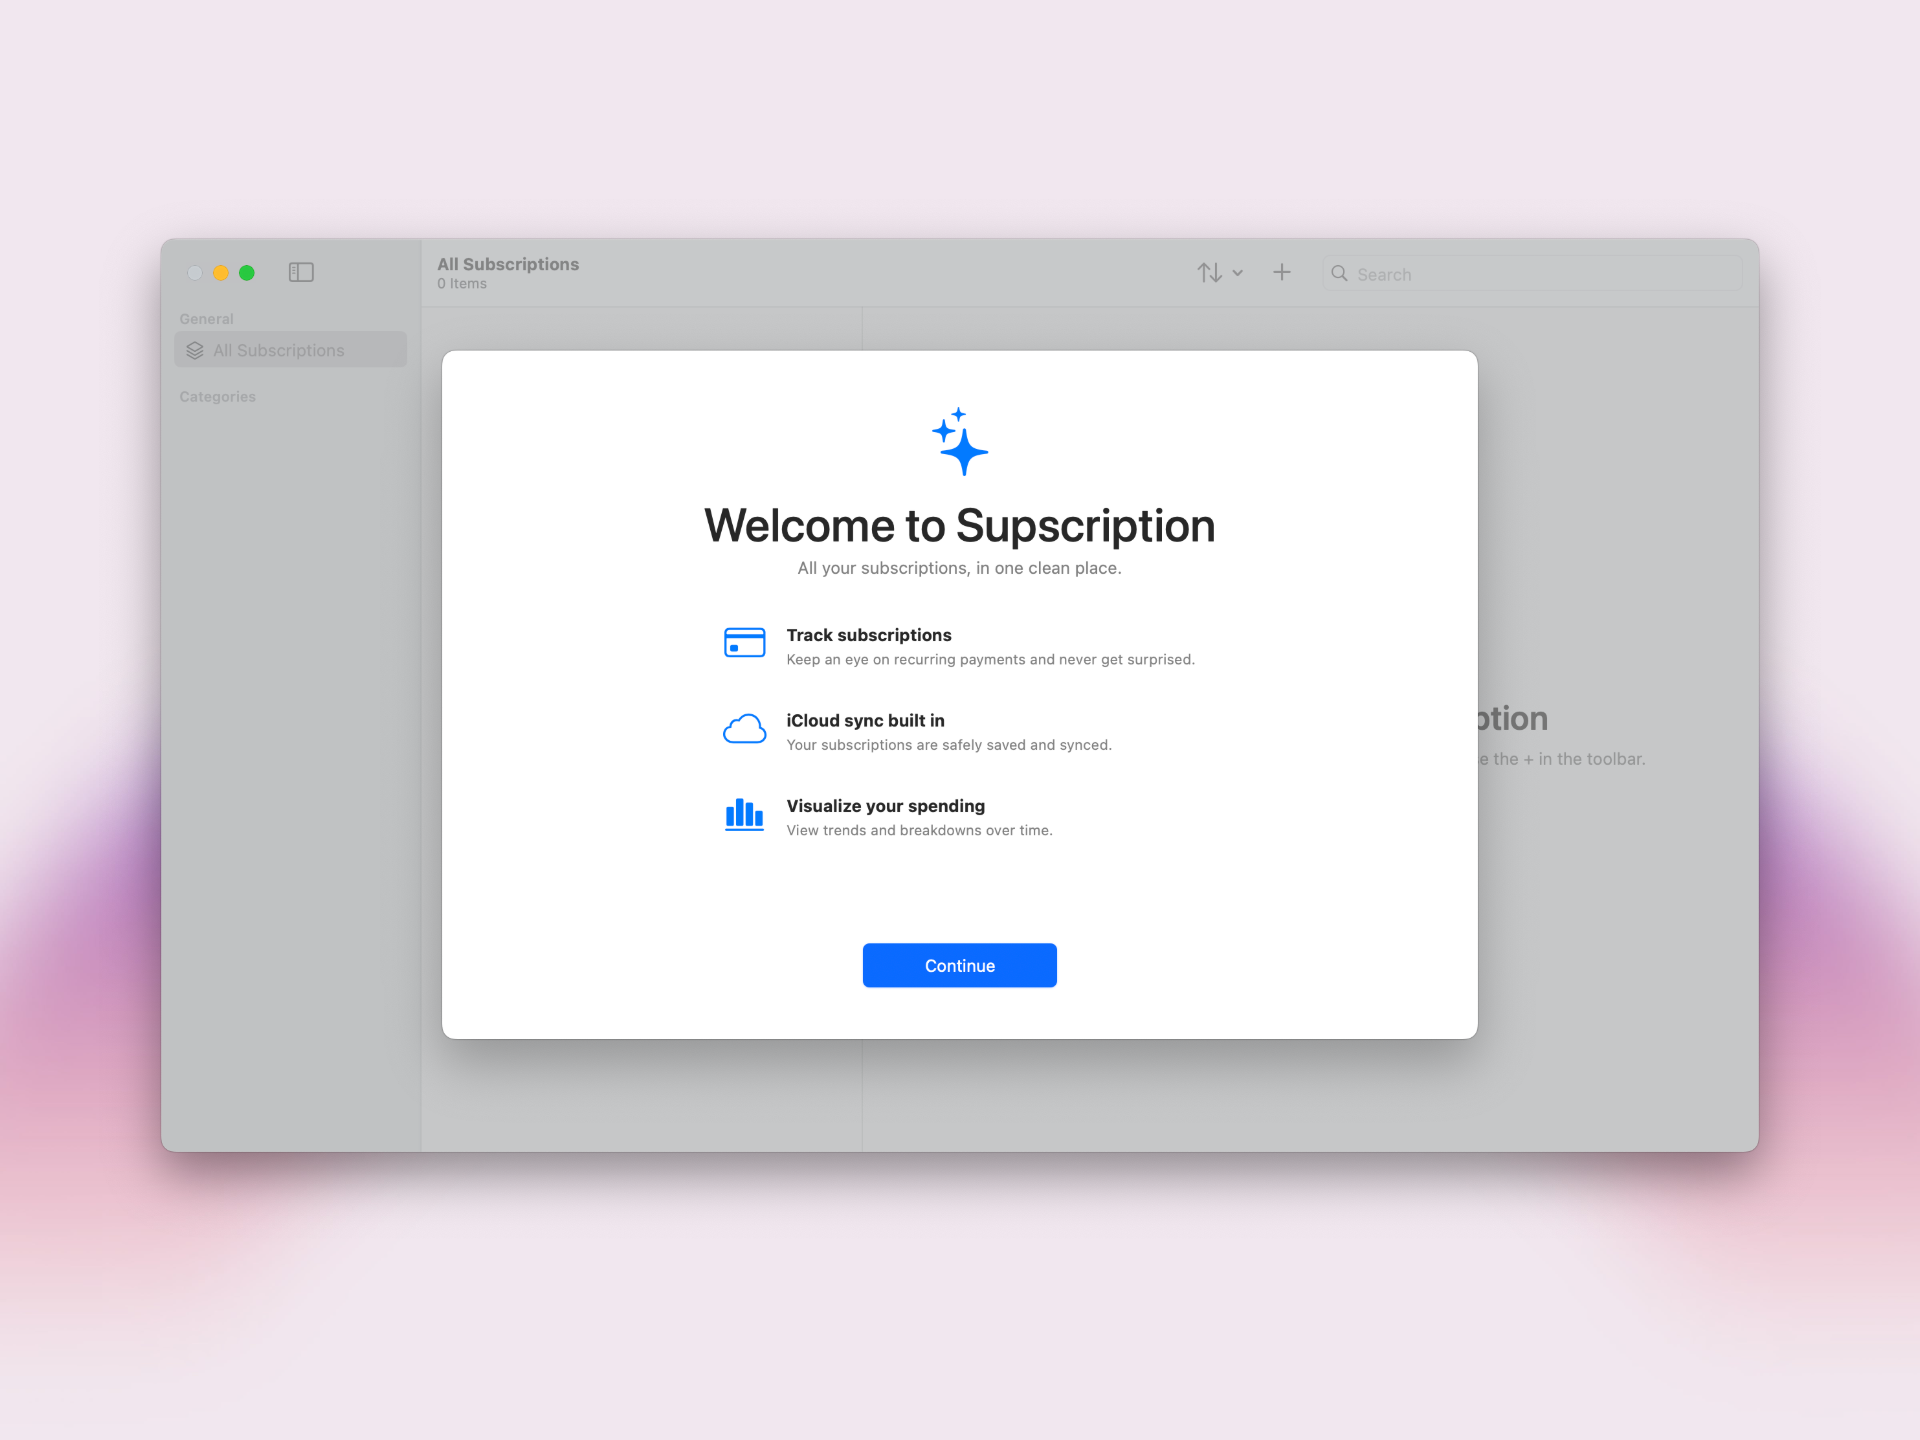 All Subscriptions
0 Items
Search
General
All Subscriptions
Categories
Welcome to Supscription
All your subscriptions, in one clean place.
Track subscriptions
Keep an eye on recurring payments and never get surprised.
iCloud sync built in
Your subscriptions are safely saved and synced.
Visualize your spending
View trends and breakdowns over time.
Continue
the + in the toolbar.